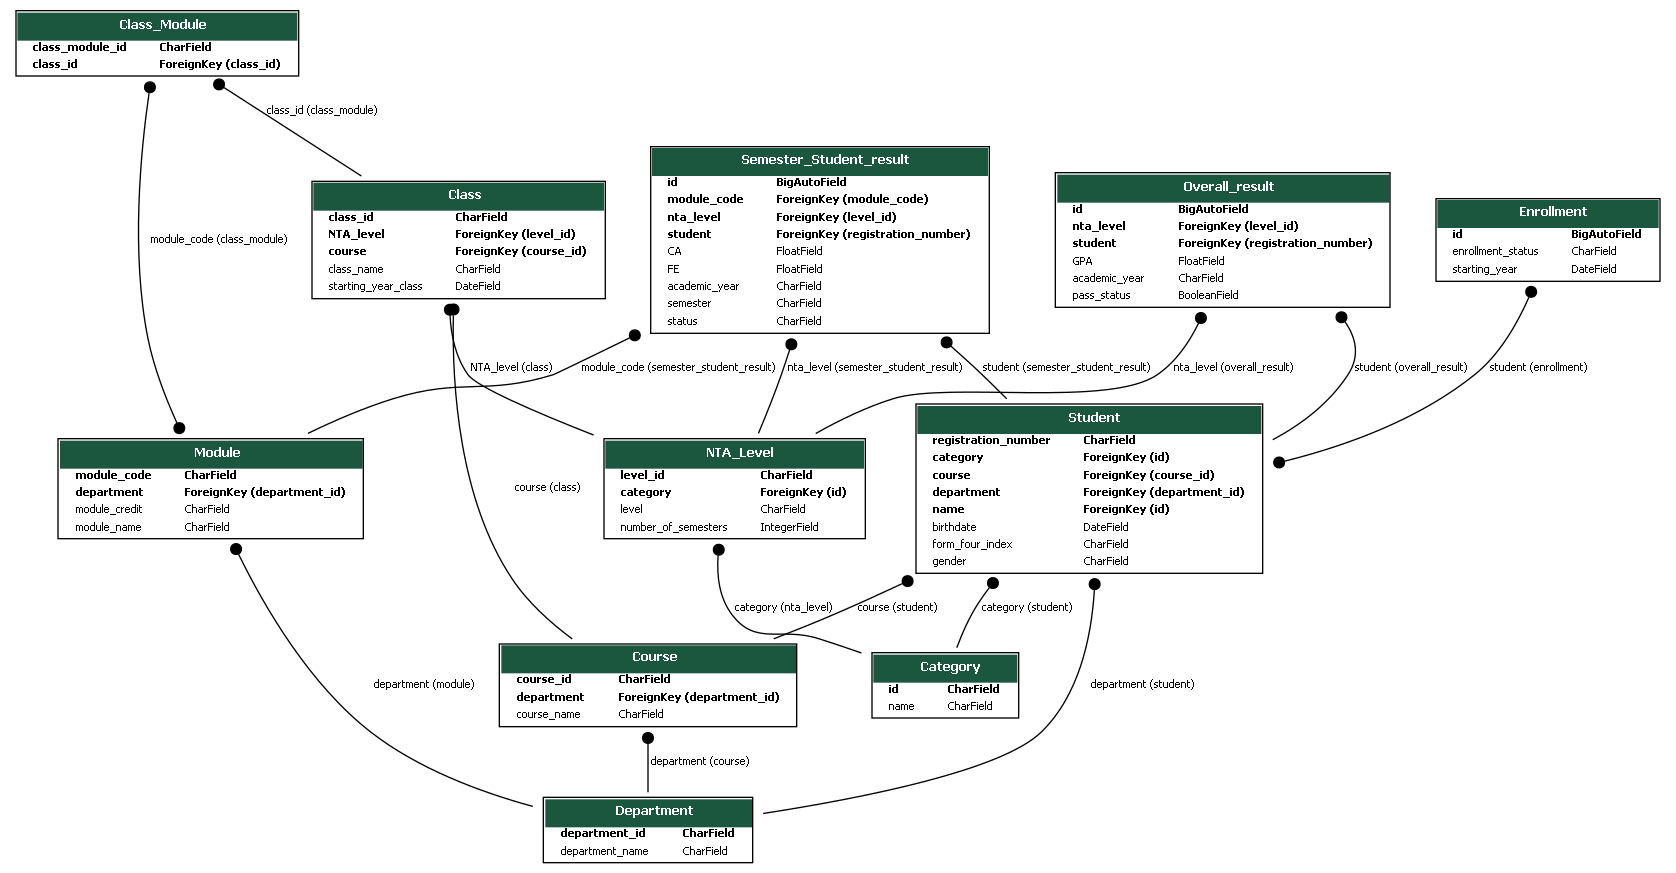 Class_Module
class_module_id CharField
class_id ForeignKey (class_id)
class_id (class_module)
module_code (class_module)
Class
class_id CharField
NTA_level ForeignKey (level_id)
course ForeignKey (course_id)
class_name CharField
starting_year_class DateField
Semester_Student_result
id BigAutoField
module_code ForeignKey (module_code)
nta_level ForeignKey (level_id)
student ForeignKey (registration_number)
CA FloatField
FE FloatField
academic_year CharField
semester CharField
status CharField
Overall_result
id BigAutoField
nta_level ForeignKey (level_id)
student ForeignKey (registration_number)
GPA FloatField
academic_year CharField
pass_status BooleanField
Enrollment
id BigAutoField
enrollment_status CharField
starting_year DateField
NTA_level (class)
module_code (semester_student_result)
nta_level (semester_student_result)
student (semester_student_result)
nta_level (overall_result)
student (overall_result)
student (enrollment)
Module
module_code CharField
department ForeignKey (department_id)
module_credit CharField
module_name CharField
course (class)
NTA_Level
level_id CharField
category ForeignKey (id)
level CharField
number_of_semesters IntegerField
Student
registration_number CharField
category ForeignKey (id)
course ForeignKey (course_id)
department ForeignKey (department_id)
name ForeignKey (id)
birthdate DateField
form_four_index CharField
gender CharField
category (nta_level)
course (student)
category (student)
department (module)
department (student)
Course
course_id CharField
department ForeignKey (department_id)
course_name CharField
Category
id CharField
name CharField
department (course)
Department
department_id CharField
department_name CharField